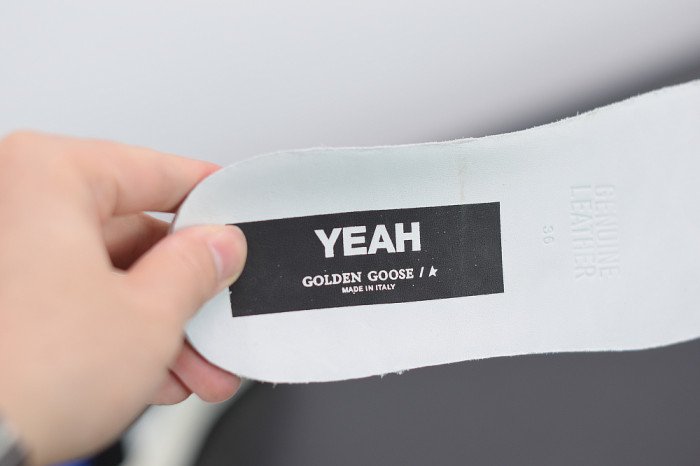 YEAH
GOLDEN GOOSE /★
MADE IN ITALY
36
GENUINE
LEATHER